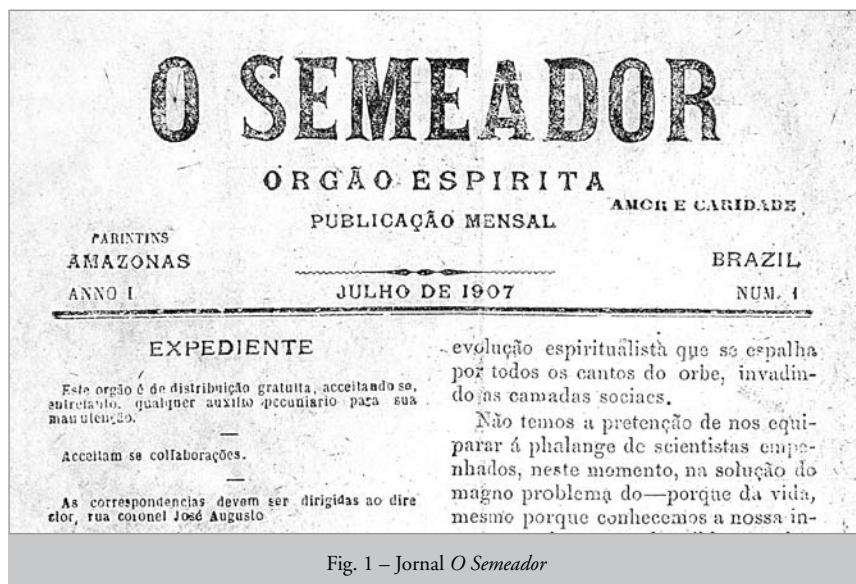 O SEMEADOR
ORGÃO ESPIRITA
AMOR E CARIDADE
PUBLICAÇÃO MENSAL
PARINTINS
AMAZONAS
BRAZIL
ANNO I
JULHO DE 1907
NUM. 1
EXPEDIENTE
Este orgão é de distribuição gratuita, acceitando se,
entretanto, qualquer auxilio pecuniario para sua
manutenção.
Acceitam se collaborações.
As correspondencias devem ser dirigidas ao dire
ctor, rua coronel José Augusto
evolução espiritualista que se espalha
por todos os cantos do orbe, invadin-
do as camadas sociaes.
Não temos a pretenção de nos equi-
parar á phalange de scientistas empe-
nhados, neste momento, na solução do
magno problema do—porque da vida,
mesmo porque conhecemos a nossa in-
Fig. 1 – Jornal O Semeador